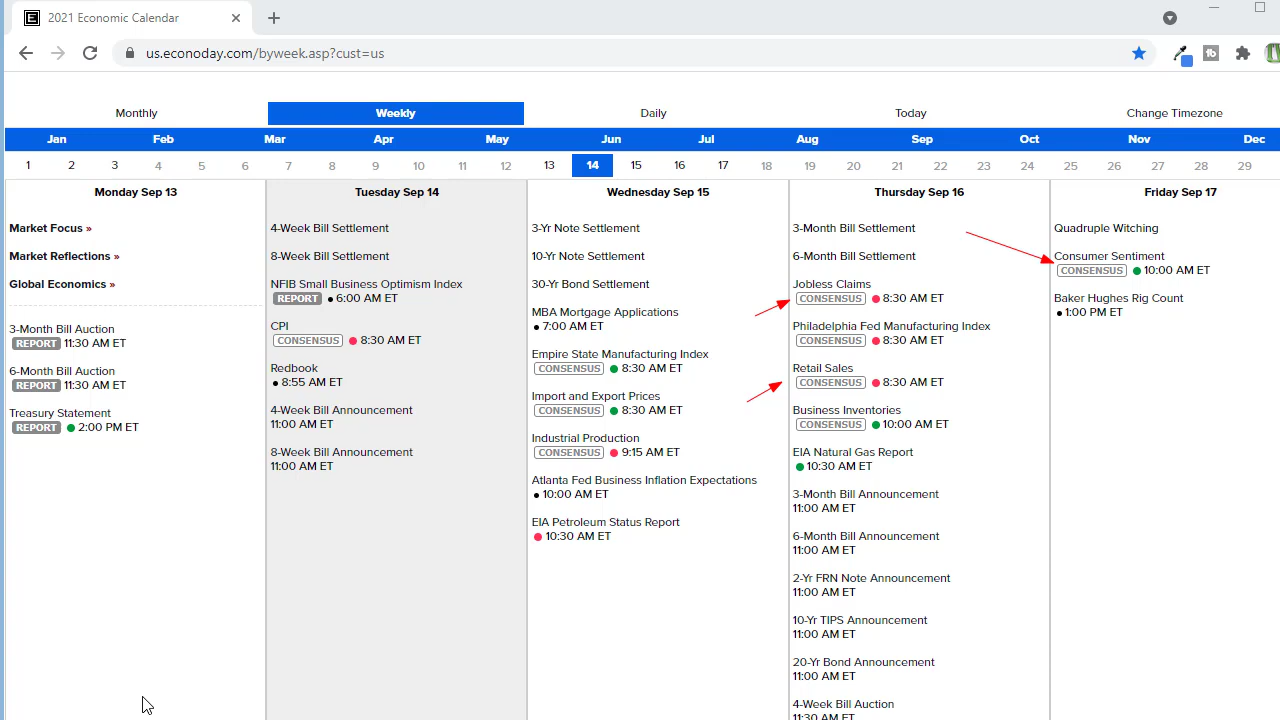 2021 Economic Calendar
us.econoday.com/byweek.asp?cust=us
Monthly Weekly Daily Today Change Timezone
Jan Feb Mar Apr May Jun Jul Aug Sep Oct Nov Dec
1 2 3 4 5 6 7 8 9 10 11 12 13 14 15 16 17 18 19 20 21 22 23 24 25 26 27 28 29
Monday Sep 13
Market Focus »
Market Reflections »
Global Economics »
3-Month Bill Auction
REPORT 11:30 AM ET
6-Month Bill Auction
REPORT 11:30 AM ET
Treasury Statement
REPORT 2:00 PM ET
Tuesday Sep 14
4-Week Bill Settlement
8-Week Bill Settlement
NFIB Small Business Optimism Index
REPORT 6:00 AM ET
CPI
CONSENSUS 8:30 AM ET
Redbook
8:55 AM ET
4-Week Bill Announcement
11:00 AM ET
8-Week Bill Announcement
11:00 AM ET
Wednesday Sep 15
3-Yr Note Settlement
10-Yr Note Settlement
30-Yr Bond Settlement
MBA Mortgage Applications
7:00 AM ET
Empire State Manufacturing Index
CONSENSUS 8:30 AM ET
Import and Export Prices
CONSENSUS 8:30 AM ET
Industrial Production
CONSENSUS 9:15 AM ET
Atlanta Fed Business Inflation Expectations
10:00 AM ET
EIA Petroleum Status Report
10:30 AM ET
Thursday Sep 16
3-Month Bill Settlement
6-Month Bill Settlement
Jobless Claims
CONSENSUS 8:30 AM ET
Philadelphia Fed Manufacturing Index
CONSENSUS 8:30 AM ET
Retail Sales
CONSENSUS 8:30 AM ET
Business Inventories
CONSENSUS 10:00 AM ET
EIA Natural Gas Report
10:30 AM ET
3-Month Bill Announcement
11:00 AM ET
6-Month Bill Announcement
11:00 AM ET
2-Yr FRN Note Announcement
11:00 AM ET
10-Yr TIPS Announcement
11:00 AM ET
20-Yr Bond Announcement
11:00 AM ET
4-Week Bill Auction
11:30 AM ET
Friday Sep 17
Quadruple Witching
Consumer Sentiment
CONSENSUS 10:00 AM ET
Baker Hughes Rig Count
1:00 PM ET